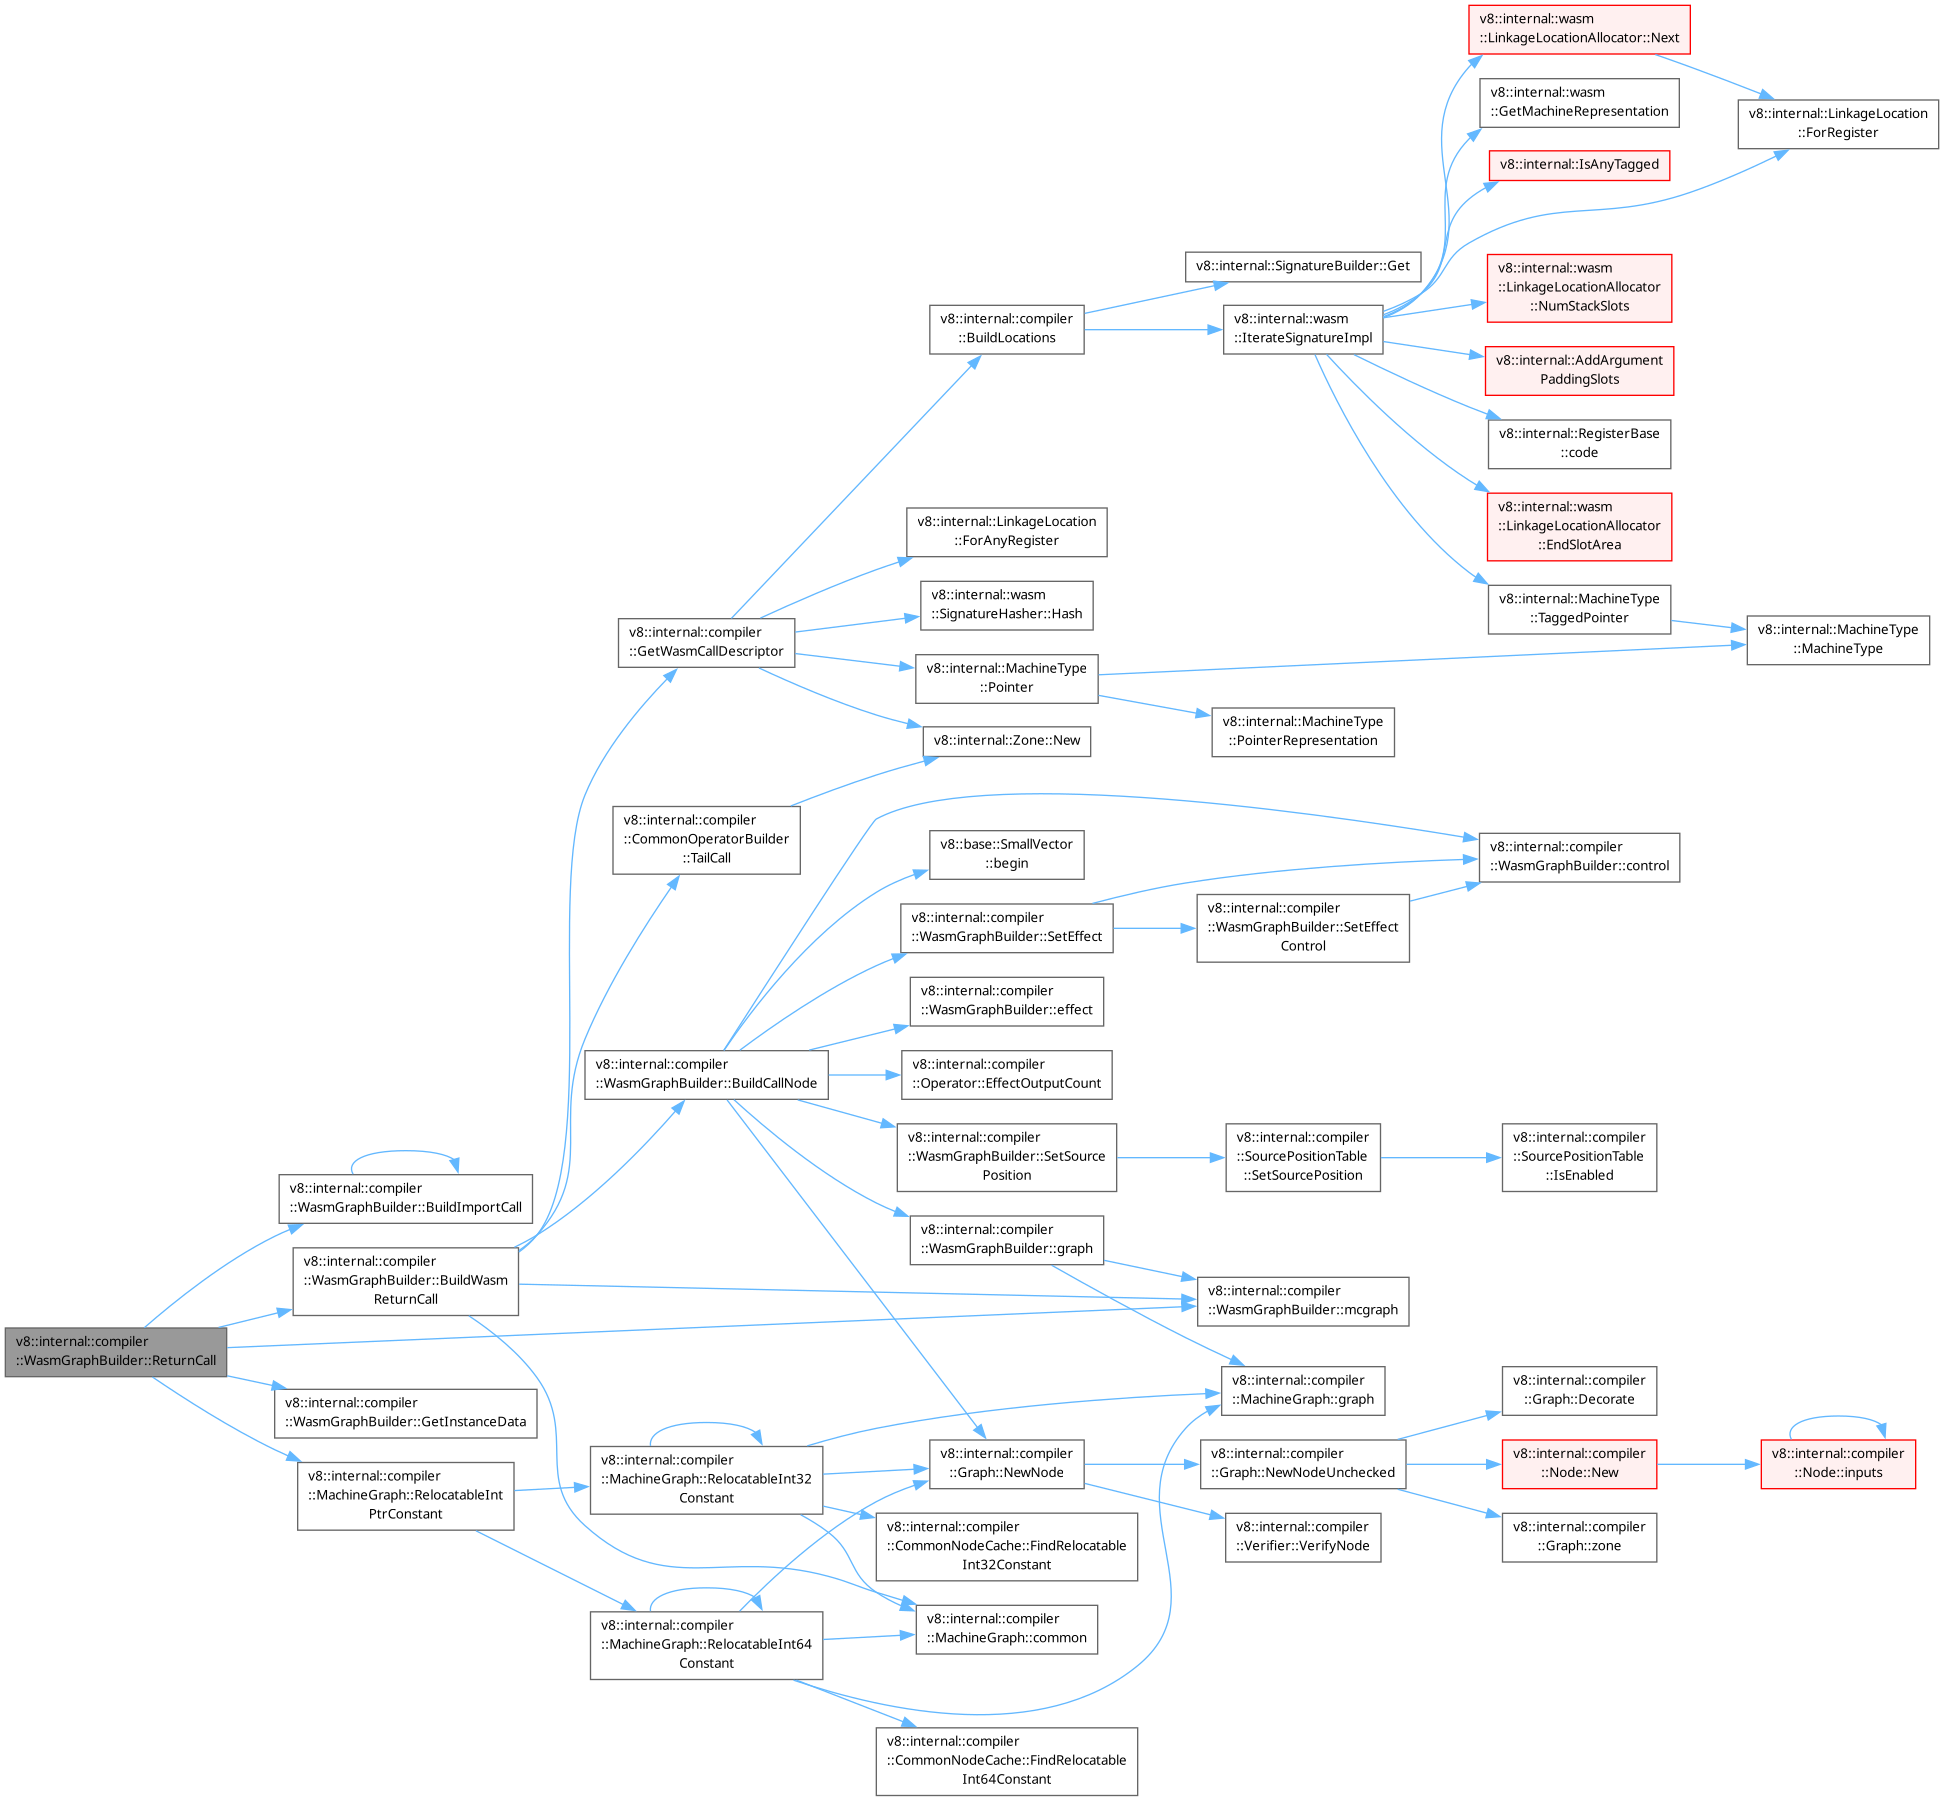 v8::internal::wasm
::LinkageLocationAllocator::Next
v8::internal::wasm
::GetMachineRepresentation
v8::internal::LinkageLocation
::ForRegister
v8::internal::IsAnyTagged
v8::internal::SignatureBuilder::Get
v8::internal::wasm
::LinkageLocationAllocator
::NumStackSlots
v8::internal::compiler
::BuildLocations
v8::internal::wasm
::IterateSignatureImpl
v8::internal::AddArgument
PaddingSlots
v8::internal::RegisterBase
::code
v8::internal::LinkageLocation
::ForAnyRegister
v8::internal::wasm
::LinkageLocationAllocator
::EndSlotArea
v8::internal::wasm
::SignatureHasher::Hash
v8::internal::MachineType
::TaggedPointer
v8::internal::compiler
::GetWasmCallDescriptor
v8::internal::MachineType
::MachineType
v8::internal::MachineType
::Pointer
v8::internal::MachineType
::PointerRepresentation
v8::internal::Zone::New
v8::internal::compiler
::CommonOperatorBuilder
::TailCall
v8::base::SmallVector
::begin
v8::internal::compiler
::WasmGraphBuilder::control
v8::internal::compiler
::WasmGraphBuilder::SetEffect
v8::internal::compiler
::WasmGraphBuilder::SetEffect
Control
v8::internal::compiler
::WasmGraphBuilder::effect
v8::internal::compiler
::WasmGraphBuilder::BuildCallNode
v8::internal::compiler
::Operator::EffectOutputCount
v8::internal::compiler
::WasmGraphBuilder::SetSource
Position
v8::internal::compiler
::SourcePositionTable
::SetSourcePosition
v8::internal::compiler
::SourcePositionTable
::IsEnabled
v8::internal::compiler
::WasmGraphBuilder::BuildImportCall
v8::internal::compiler
::WasmGraphBuilder::graph
v8::internal::compiler
::WasmGraphBuilder::BuildWasm
ReturnCall
v8::internal::compiler
::WasmGraphBuilder::mcgraph
v8::internal::compiler
::WasmGraphBuilder::ReturnCall
v8::internal::compiler
::MachineGraph::graph
v8::internal::compiler
::Graph::Decorate
v8::internal::compiler
::WasmGraphBuilder::GetInstanceData
v8::internal::compiler
::MachineGraph::RelocatableInt
PtrConstant
v8::internal::compiler
::MachineGraph::RelocatableInt32
Constant
v8::internal::compiler
::Graph::NewNode
v8::internal::compiler
::Graph::NewNodeUnchecked
v8::internal::compiler
::Node::New
v8::internal::compiler
::Node::inputs
v8::internal::compiler
::CommonNodeCache::FindRelocatable
Int32Constant
v8::internal::compiler
::Verifier::VerifyNode
v8::internal::compiler
::Graph::zone
v8::internal::compiler
::MachineGraph::RelocatableInt64
Constant
v8::internal::compiler
::MachineGraph::common
v8::internal::compiler
::CommonNodeCache::FindRelocatable
Int64Constant